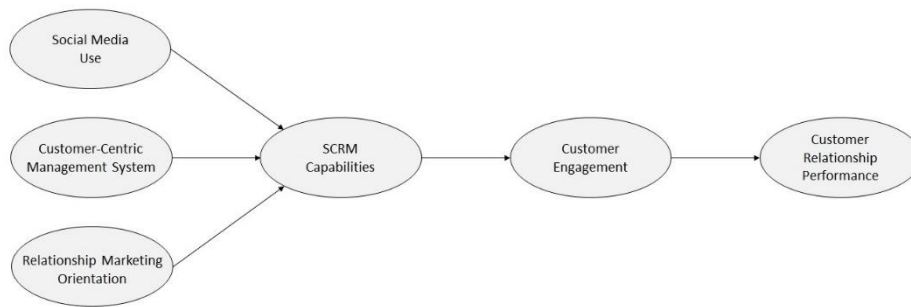 Social Media
Use
Customer-Centric
Management System
Relationship Marketing
Orientation
SCRM
Capabilities
Customer
Engagement
Customer
Relationship
Performance